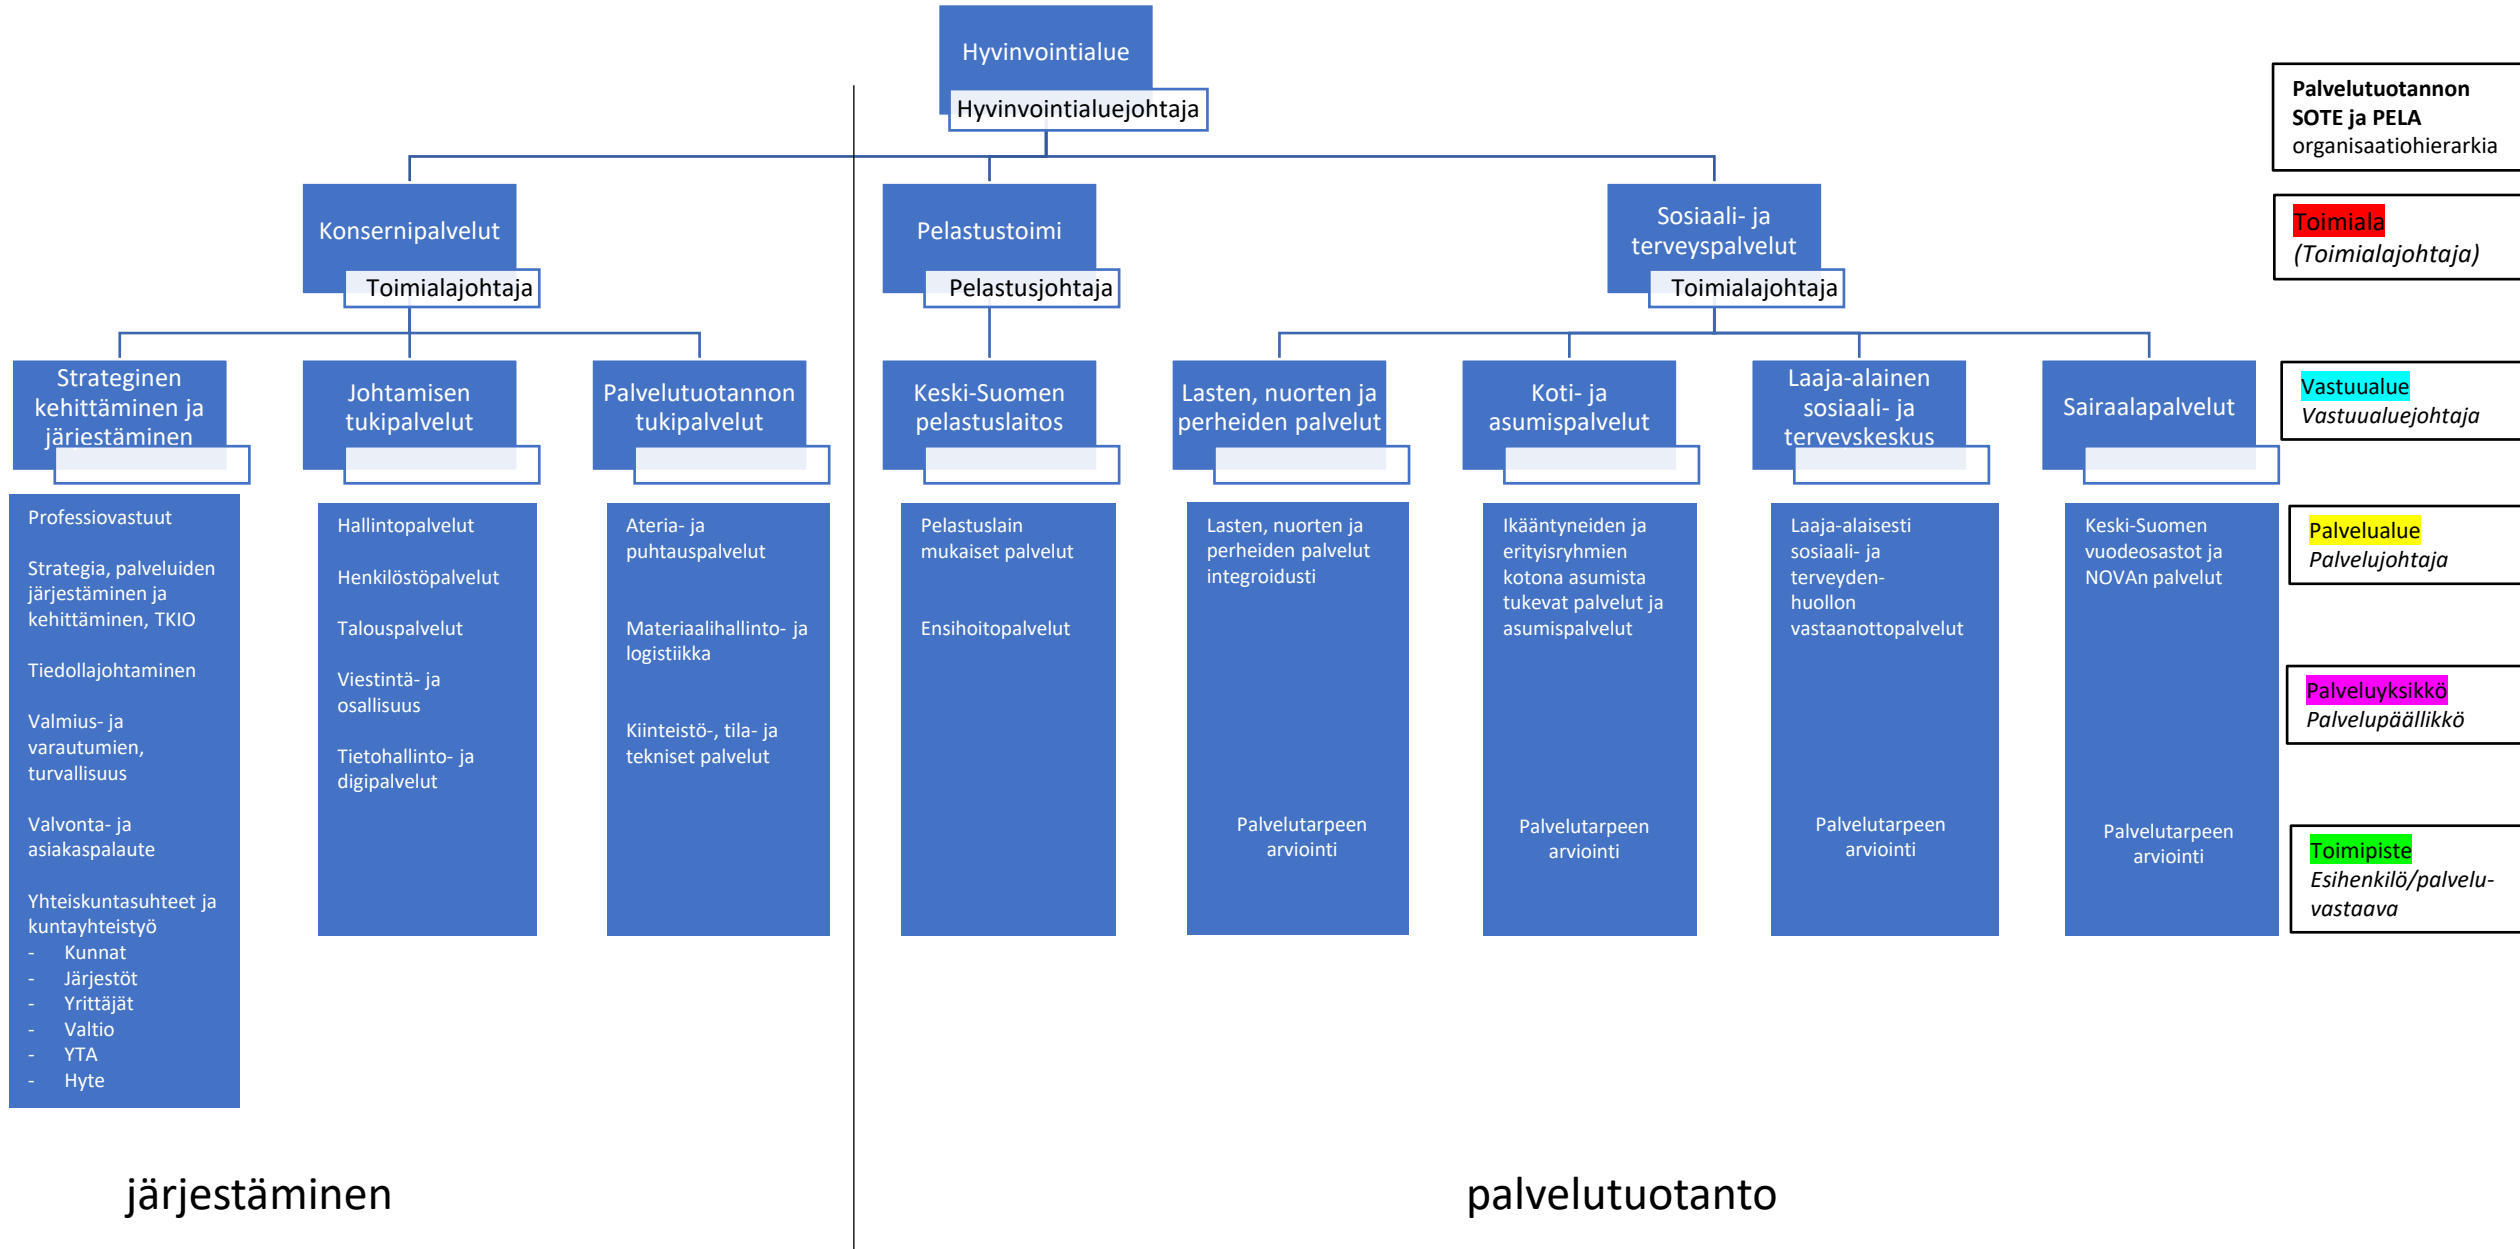 Hyvinvointialue
Hyvinvointialuejohtaja
Palvelutuotannon
SOTE ja PELA
organisaatiohierarkia
Konsernipalvelut
Toimialajohtaja
Pelastustoimi
Pelastusjohtaja
Sosiaali- ja
terveyspalvelut
Toimialajohtaja
Toimiala
(Toimialajohtaja)
Strateginen
kehittäminen ja
järjestäminen
Johtamisen
tukipalvelut
Palvelutuotannon
tukipalvelut
Keski-Suomen
pelastuslaitos
Lasten, nuorten ja
perheiden palvelut
Koti- ja
asumispalvelut
Laaja-alainen
sosiaali- ja
terveyskeskus
Sairaalapalvelut
Vastuualue
Vastuualuejohtaja
Professiovastuut
Strategia, palveluiden
järjestäminen ja
kehittäminen, TKIO
Tiedollajohtaminen
Valmius- ja
varautumien,
turvallisuus
Valvonta- ja
asiakaspalaute
Yhteiskuntasuhteet ja
kuntayhteistyö
- Kunnat
- Järjestöt
- Yrittäjät
- Valtio
- YTA
- Hyte
Hallintopalvelut
Henkilöstöpalvelut
Talouspalvelut
Viestintä- ja
osallisuus
Tietohallinto- ja
digipalvelut
Ateria- ja
puhtauspalvelut
Materiaalihallinto- ja
logistiikka
Kiinteistö-, tila- ja
tekniset palvelut
Pelastuslain
mukaiset palvelut
Ensihoitopalvelut
Lasten, nuorten ja
perheiden palvelut
integroidusti
Palvelutarpeen
arviointi
Ikääntyneiden ja
erityisryhmien
kotona asumista
tukevat palvelut ja
asumispalvelut
Palvelutarpeen
arviointi
Laaja-alaisesti
sosiaali- ja
terveyden-
huollon
vastaanottopalvelut
Palvelutarpeen
arviointi
Keski-Suomen
vuodeosastot ja
NOVAn palvelut
Palvelutarpeen
arviointi
Palvelualue
Palvelujohtaja
Palveluyksikkö
Palvelupäällikkö
Toimipiste
Esihenkilö/palvelu-
vastaava
järjestäminen
palvelutuotanto